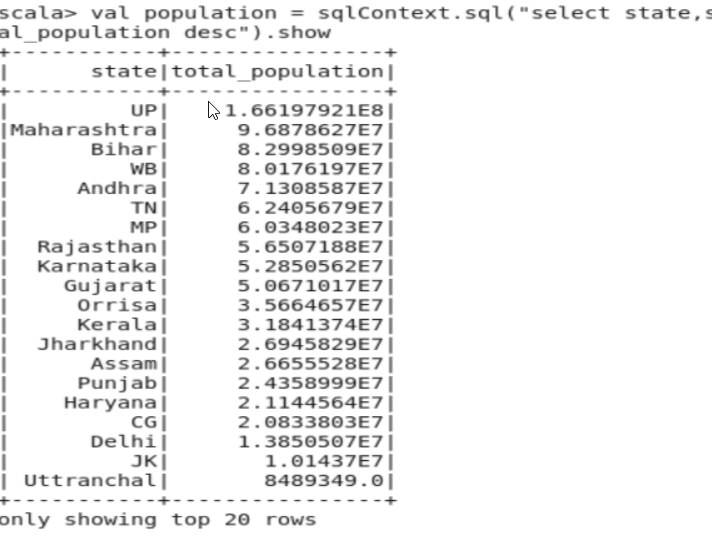 scala> val population = sqlContext.sql("select state,s
al_population desc").show
+-----------+----------------+
|      state|total_population|
+-----------+----------------+
|         UP|    1.66197921E8|
|Maharashtra|     9.6878627E7|
|      Bihar|     8.2998509E7|
|         WB|     8.0176197E7|
|     Andhra|     7.1308587E7|
|         TN|     6.2405679E7|
|         MP|     6.0348023E7|
|  Rajasthan|     5.6507188E7|
|  Karnataka|     5.2850562E7|
|    Gujarat|     5.0671017E7|
|     Orrisa|     3.5664657E7|
|     Kerala|     3.1841374E7|
|  Jharkhand|     2.6945829E7|
|      Assam|     2.6655528E7|
|     Punjab|     2.4358999E7|
|    Haryana|     2.1144564E7|
|         CG|     2.0833803E7|
|      Delhi|     1.3850507E7|
|         JK|       1.01437E7|
| Uttranchal|       8489349.0|
+-----------+----------------+
only showing top 20 rows